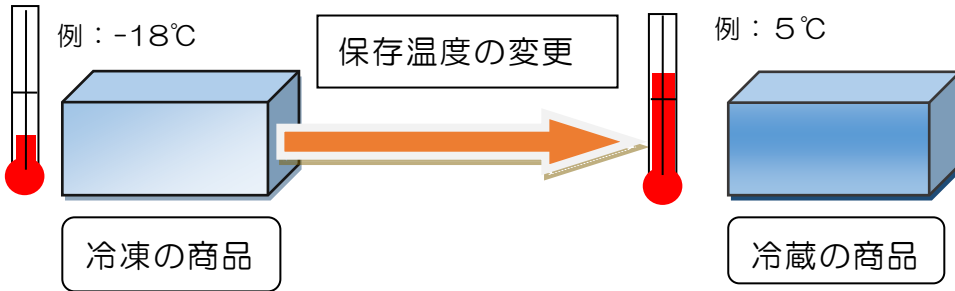 例：-18℃
保存温度の変更
例：５℃
冷凍の商品
冷蔵の商品